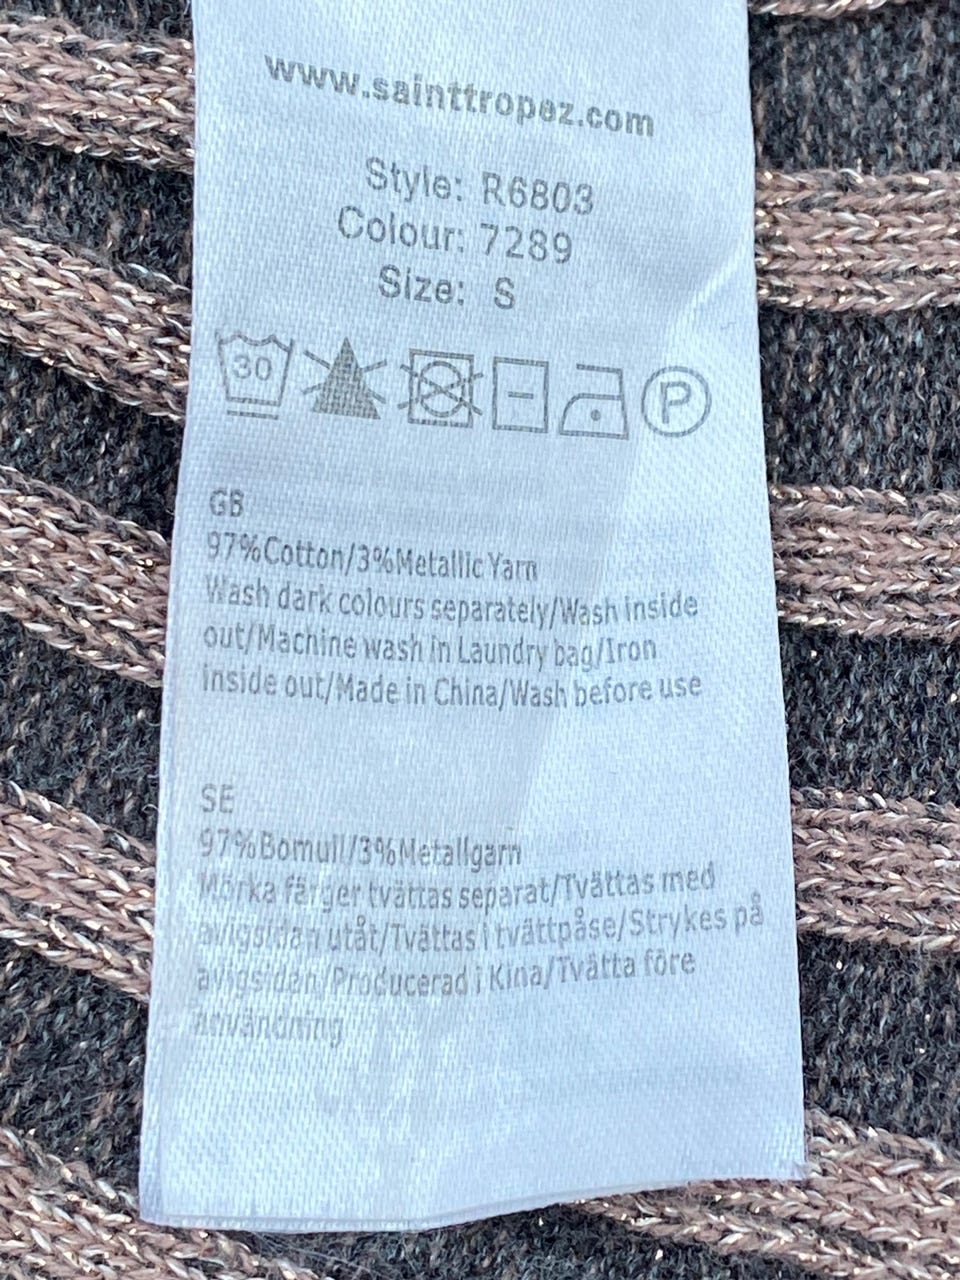 www.sainttropez.com
Style: R6803
Colour: 7289
Size: S
30
P
GB
97%Cotton/3%Metallic Yarn
Wash dark colours separately/Wash inside
out/Machine wash in Laundry bag/Iron
inside out/Made in China/Wash before use
SE
97%Bomull/3%Metallgarn
Mörka färger tvättas separat/Tvättas med
avigsidan utåt/Tvättas i tvättpåse/Strykes på
avigsidan/Producerad i Kina/Tvätta före
användning